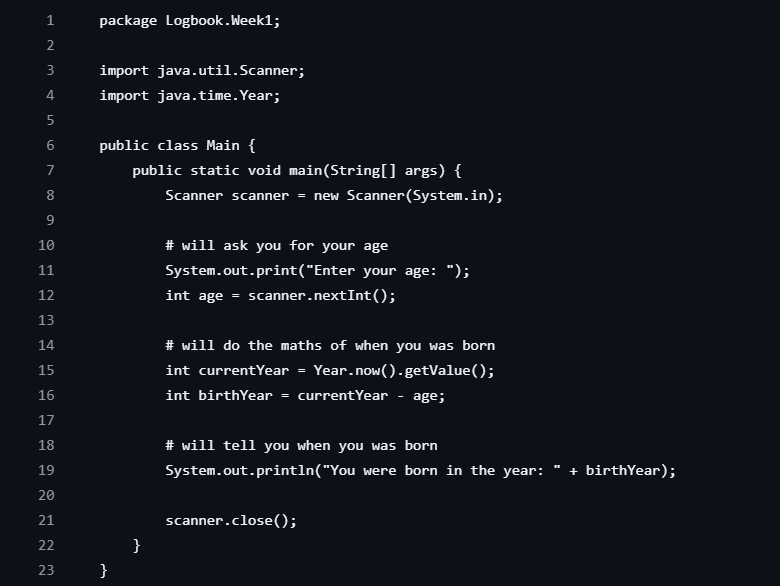 1 package Logbook.Week1;
2
3 import java.util.Scanner;
4 import java.time.Year;
5
6 public class Main {
7     public static void main(String[] args) {
8         Scanner scanner = new Scanner(System.in);
9
10         # will ask you for your age
11         System.out.print("Enter your age: ");
12         int age = scanner.nextInt();
13
14         # will do the maths of when you was born
15         int currentYear = Year.now().getValue();
16         int birthYear = currentYear - age;
17
18         # will tell you when you was born
19         System.out.println("You were born in the year: " + birthYear);
20
21         scanner.close();
22     }
23 }